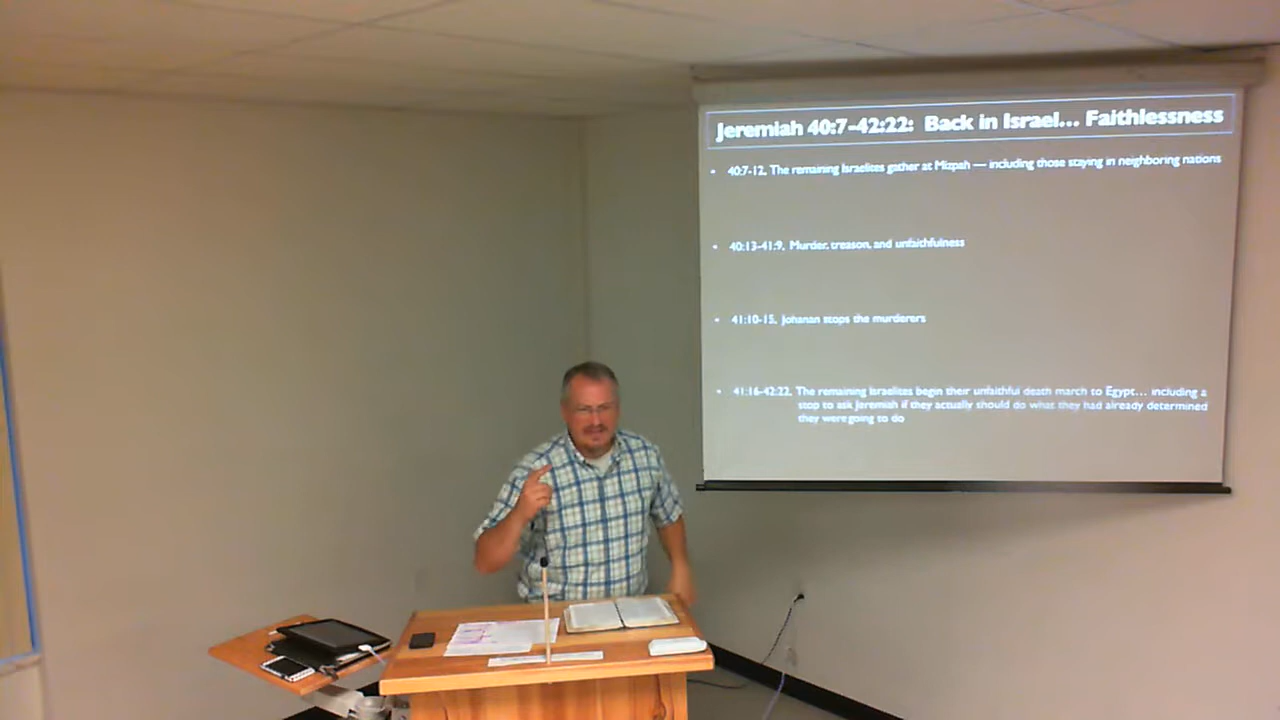 Jeremiah 40:7-42:22: Back in Israel... Faithlessness
• 40:7-12, The remaining Israelites gather at Mizpah — including those staying in neighboring nations
• 40:13-41:9, Murder, treason, and unfaithfulness
• 41:10-15, Johanan stops the murderers
• 41:16-42:22, The remaining Israelites begin their unfaithful death march to Egypt... including a
stop to ask Jeremiah if they actually should do what they had already determined
they were going to do